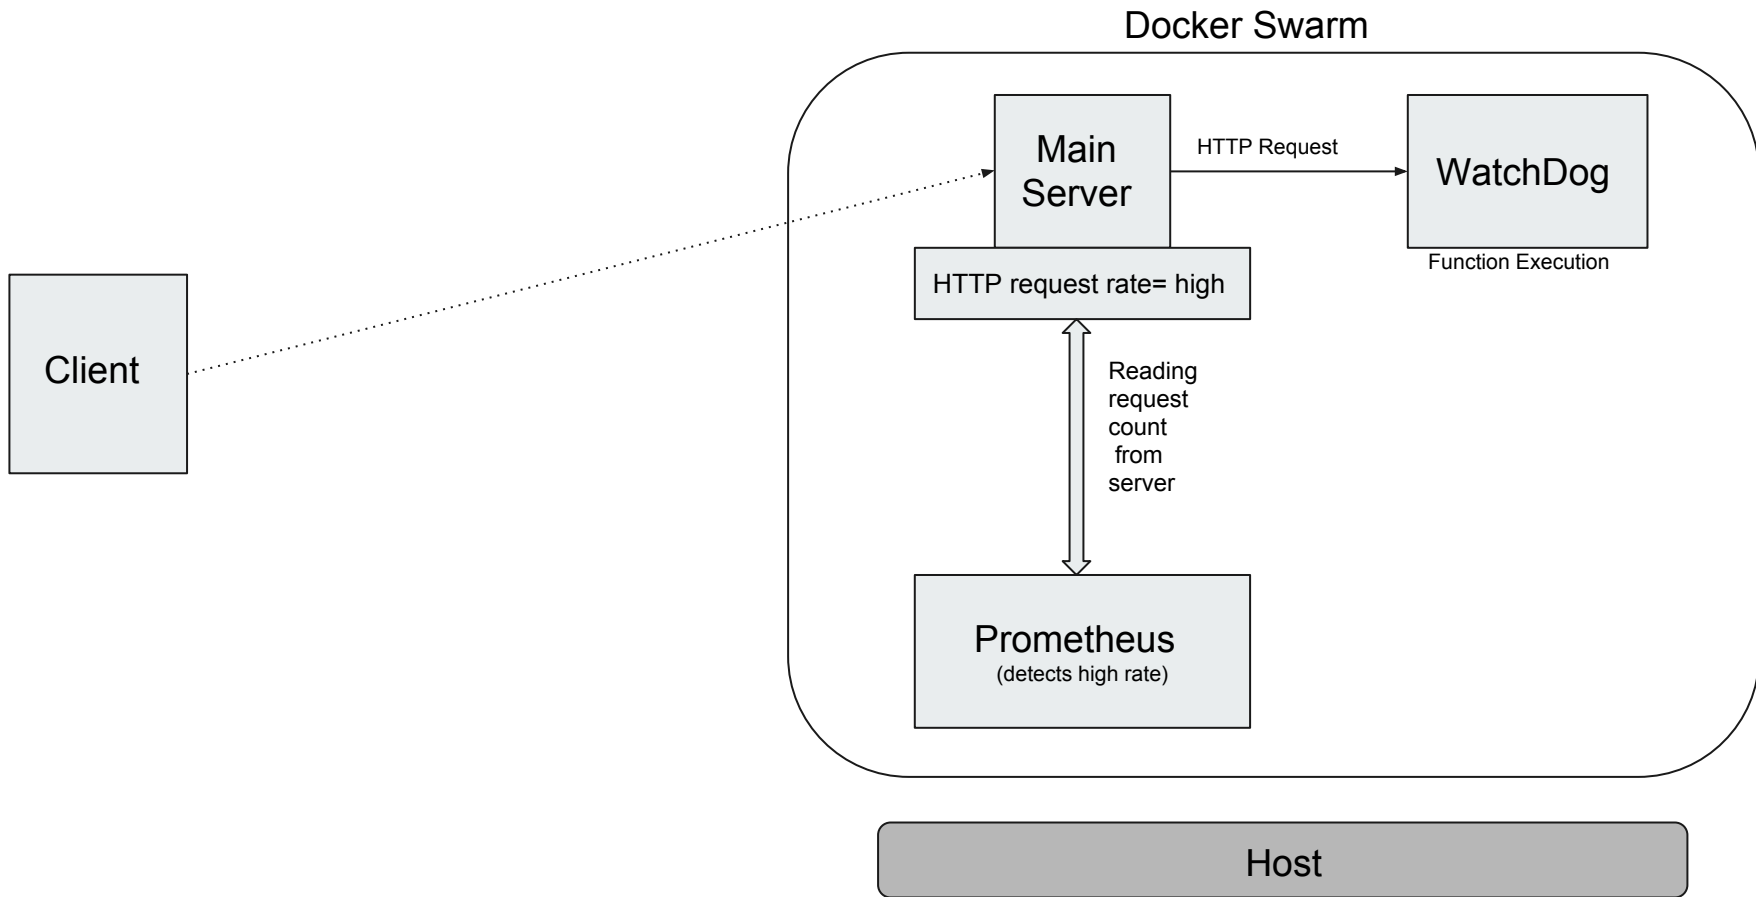 Docker Swarm
Main
Server
HTTP Request
WatchDog
Function Execution
HTTP request rate= high
Client
Reading
request
count
from
server
Prometheus
(detects high rate)
Host